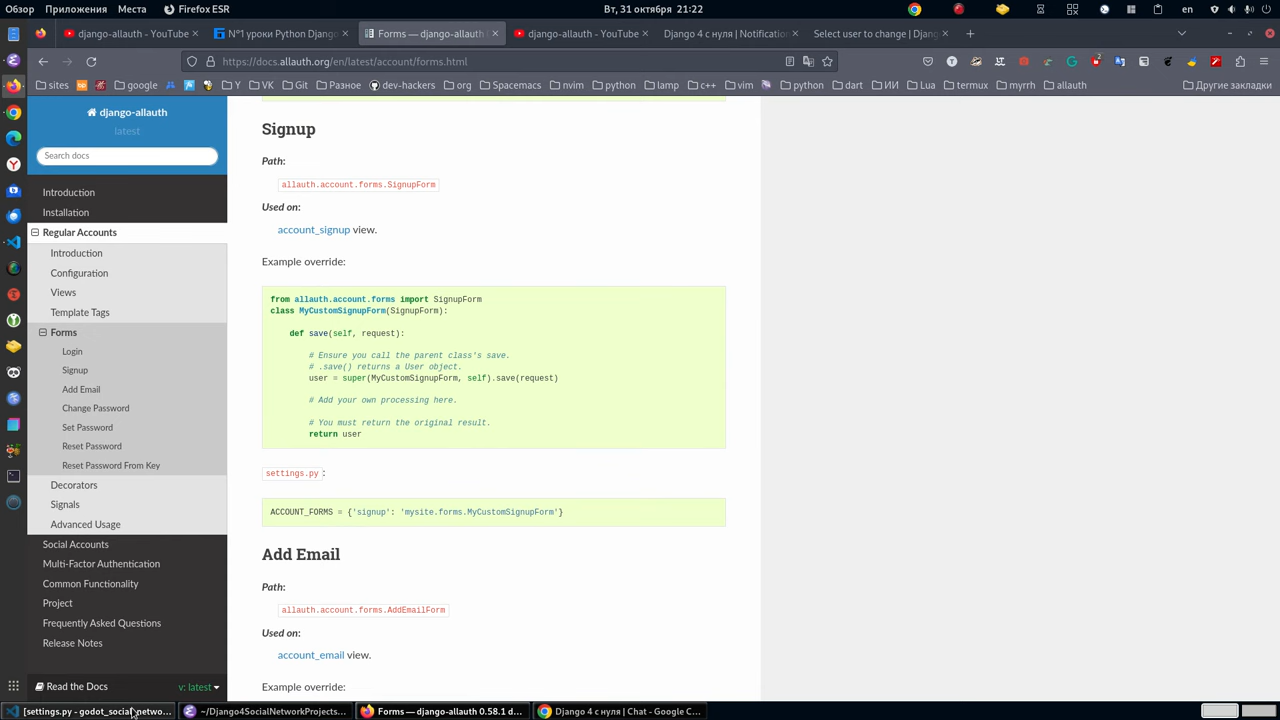 Обзор
Приложения
Места
Firefox ESR
Вт, 31 октября 21:22
django-allauth - YouTube
N°1 уроки Python Django
Forms — django-allauth 0
django-allauth - YouTube
Django 4 с нуля | Notification
Select user to change | Djang
https://docs.allauth.org/en/latest/account/forms.html
sites
google
Git
Разное
dev-hackers
org
Spacemacs
VK
nvim
python
lamp
c++
vim
python
dart
ИИ
Lua
termux
myrrh
allauth
Другие закладки
django-allauth
latest
Search docs
Introduction
Installation
Regular Accounts
Introduction
Configuration
Views
Template Tags
Forms
Login
Signup
Add Email
Change Password
Set Password
Reset Password
Reset Password From Key
Decorators
Signals
Advanced Usage
Social Accounts
Multi-Factor Authentication
Common Functionality
Project
Frequently Asked Questions
Release Notes
Read the Docs
v: latest
Signup
Path:
allauth.account.forms.SignupForm
Used on:
account_signup view.
Example override:
from allauth.account.forms import SignupForm
class MyCustomSignupForm(SignupForm):
def save(self, request):
# Ensure you call the parent class's save.
# .save() returns a User object.
user = super(MyCustomSignupForm, self).save(request)
# Add your own processing here.
# You must return the original result.
return user
settings.py :
ACCOUNT_FORMS = {'signup': 'mysite.forms.MyCustomSignupForm'}
Add Email
Path:
allauth.account.forms.AddEmailForm
Used on:
account_email view.
Example override:
[settings.py - godot_social_netwo...
~/Django4SocialNetworkProjects...
Forms — django-allauth 0.58.1 d...
Django 4 с нуля | Chat - Google C...